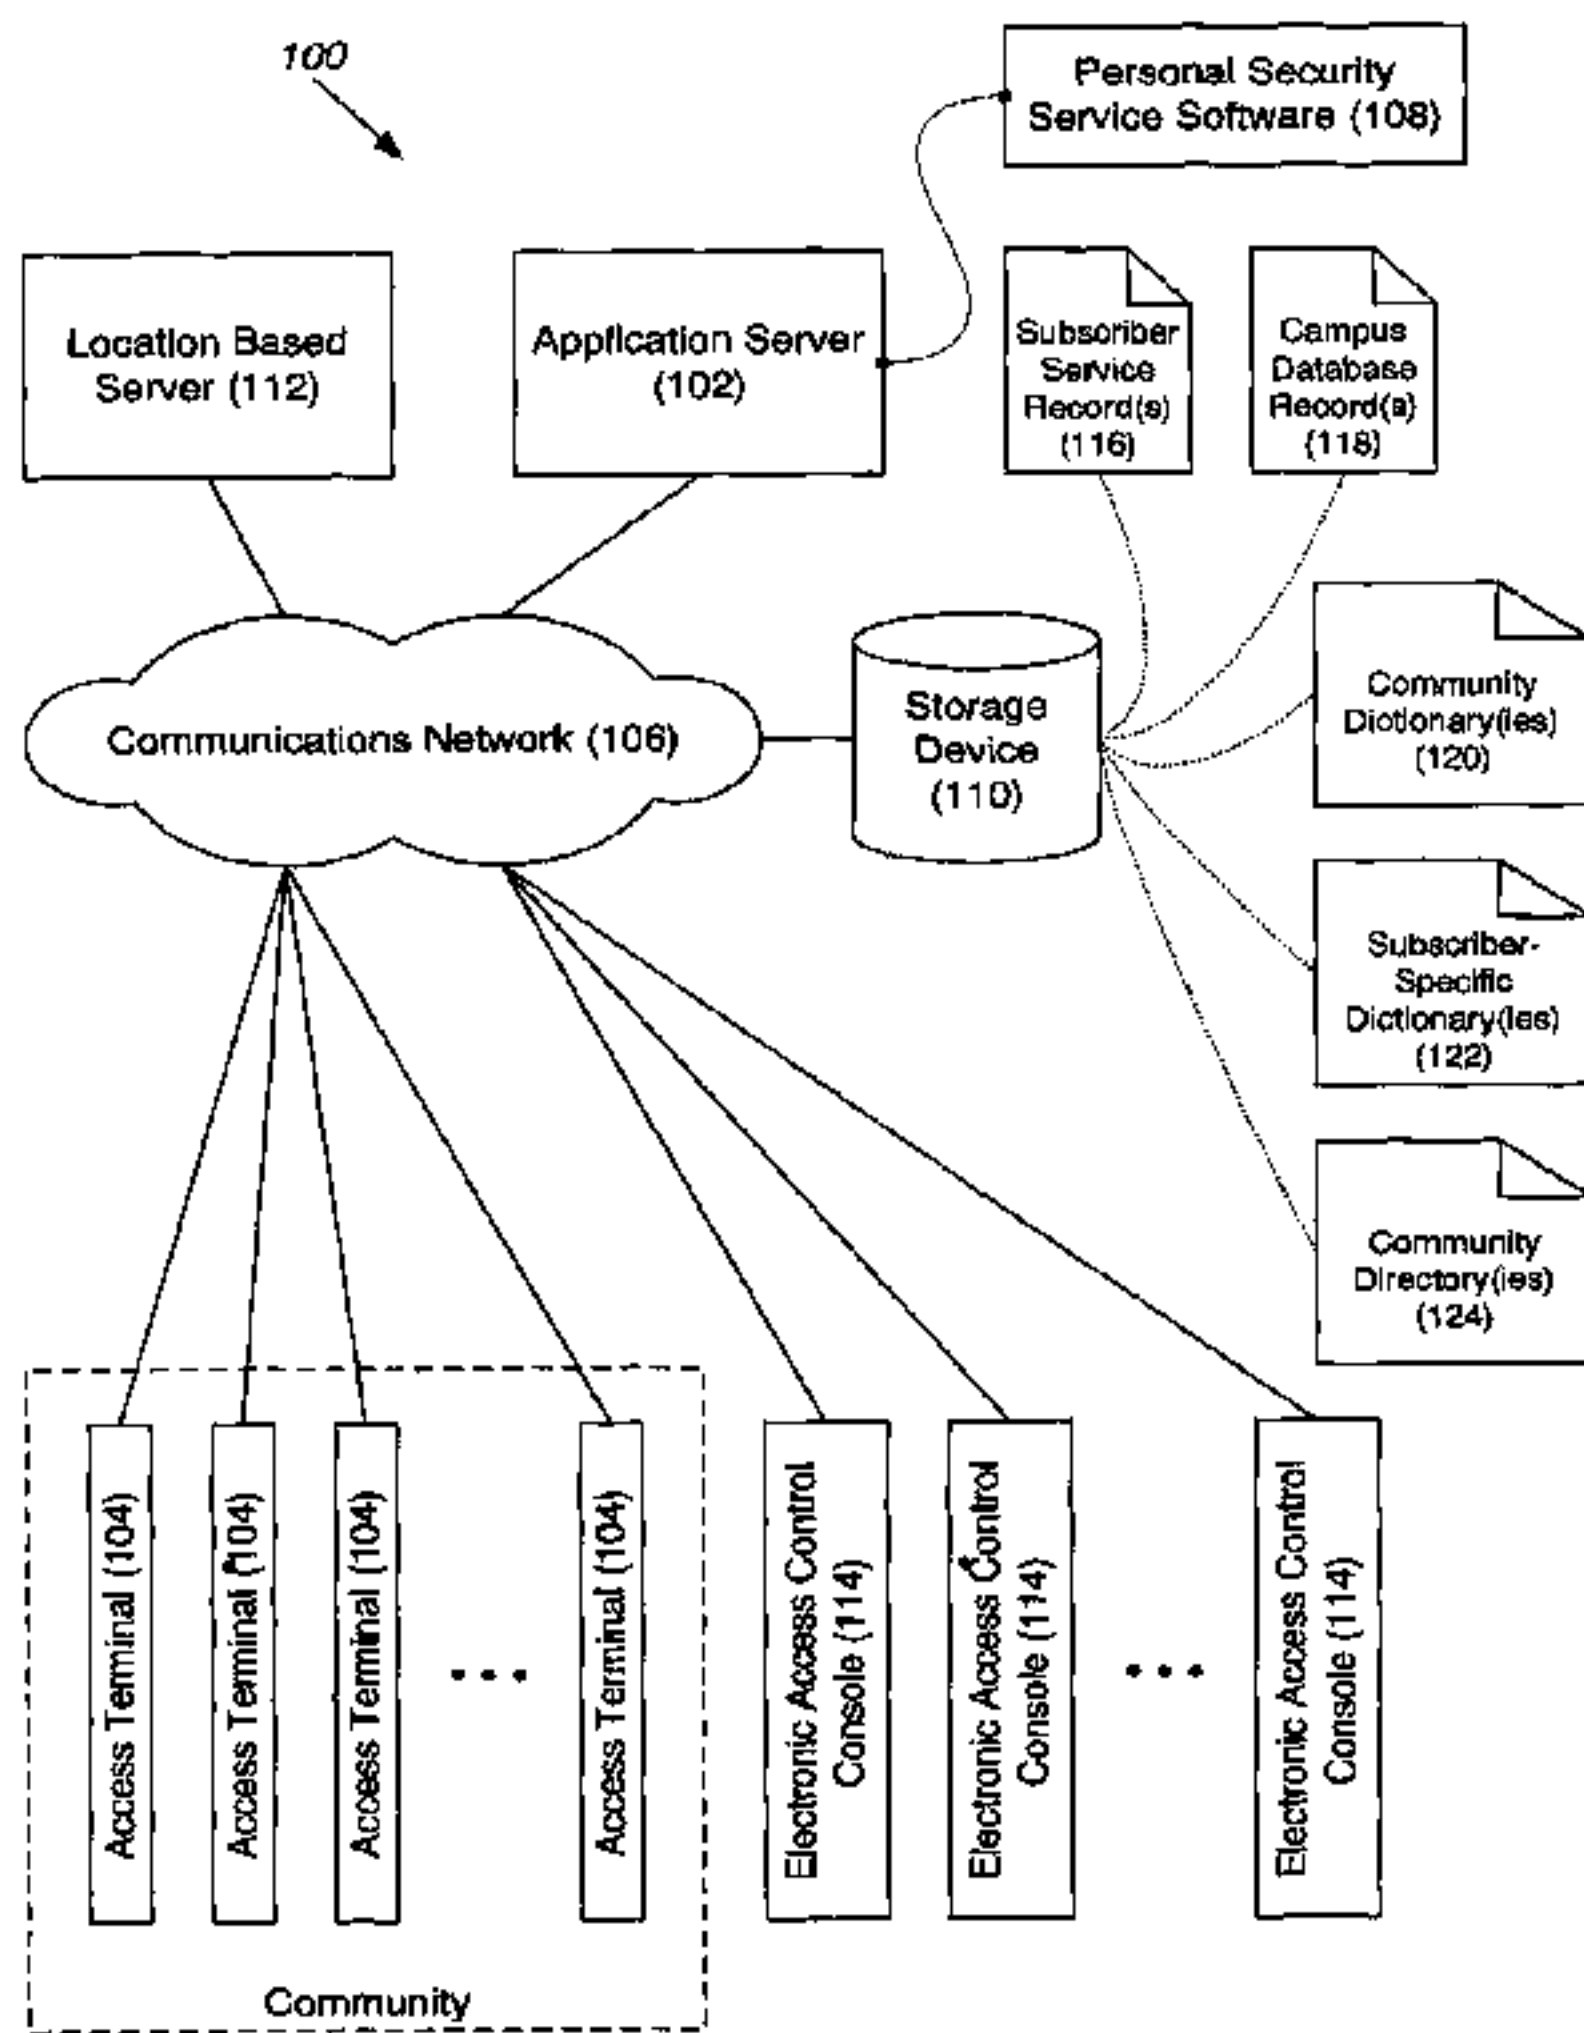 100
Personal Security
Service Software (108)
Location Based
Server (112)
Application Server
(102)
Subscriber
Service
Record(s)
(116)
Campus
Database
Record(s)
(118)
Communications Network (106)
Storage
Device
(110)
Community
Dictionary(ies)
(120)
Subscriber-
Specific
Dictionary(ies)
(122)
Community
Directory(ies)
(124)
Access Terminal (104)
Access Terminal (104)
Access Terminal (104)
• • •
Access Terminal (104)
Electronic Access Control
Console (114)
Electronic Access Control
Console (114)
• • •
Electronic Access Control
Console (114)
Community